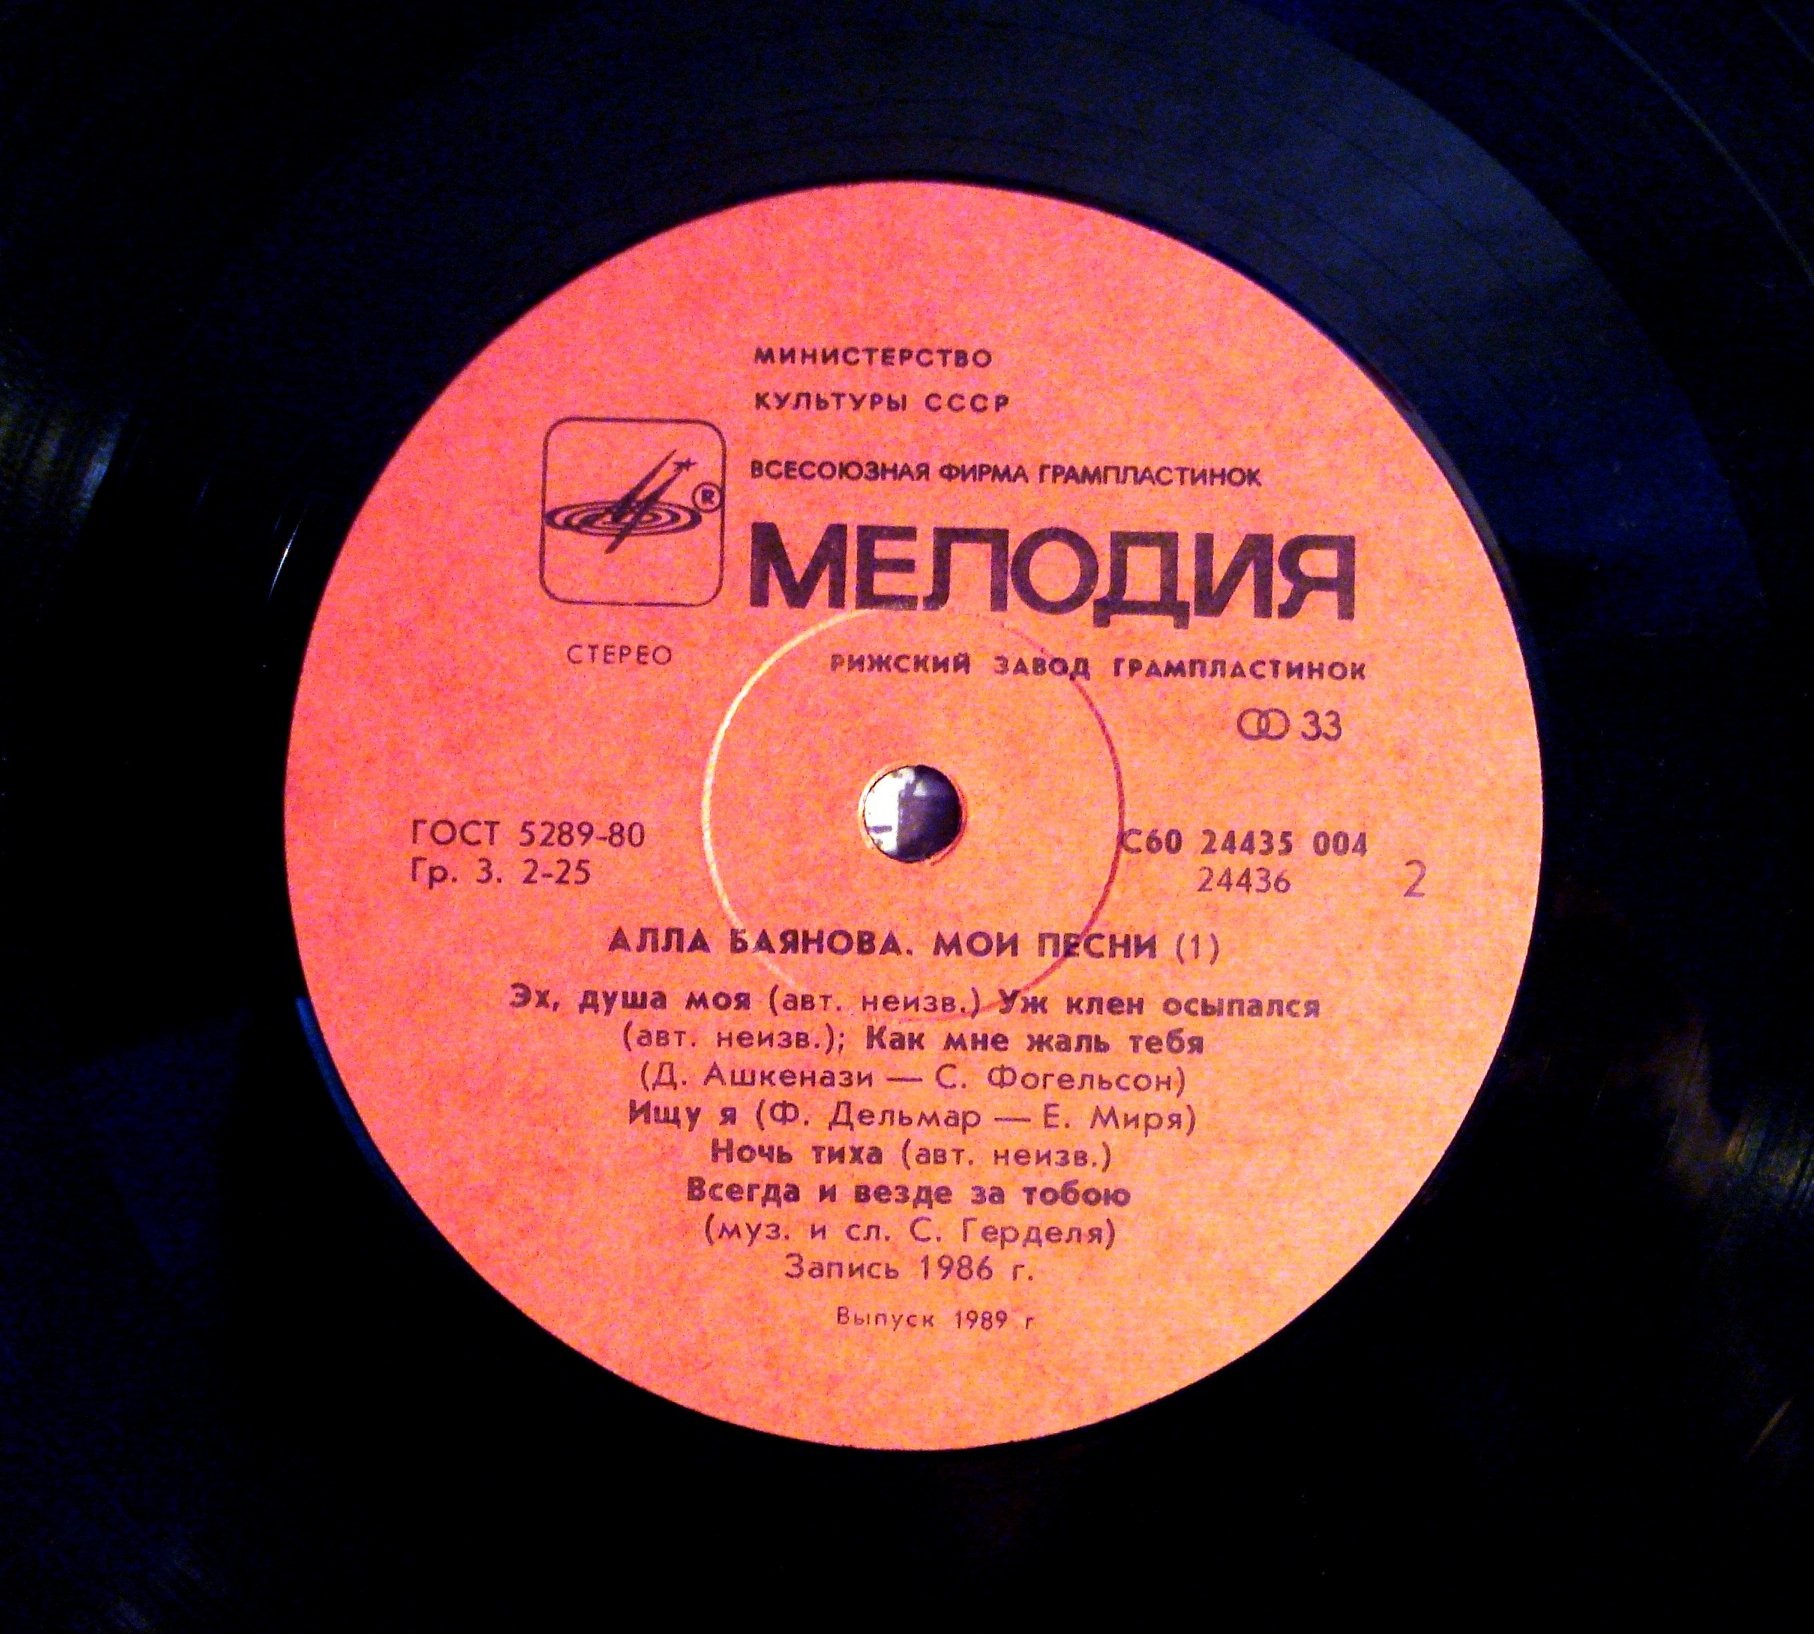 МИНИСТЕРСТВО
КУЛЬТУРЫ СССР
ВСЕСОЮЗНАЯ ФИРМА ГРАМПЛАСТИНОК
®
МЕЛОДИЯ
СТЕРЕО
РИЖСКИЙ ЗАВОД ГРАМПЛАСТИНОК
33
ГОСТ 5289-80
Гр. 3. 2-25
С60 24435 004
24436
2
АЛЛА БАЯНОВА. МОИ ПЕСНИ (1)
Эх, душа моя (авт. неизв.) Уж клен осыпался
(авт. неизв.); Как мне жаль тебя
(Д. Ашкенази — С. Фогельсон)
Ищу я (Ф. Дельмар — Е. Миря)
Ночь тиха (авт. неизв.)
Всегда и везде за тобою
(муз. и сл. С. Герделя)
Запись 1986 г.
Выпуск 1989 г